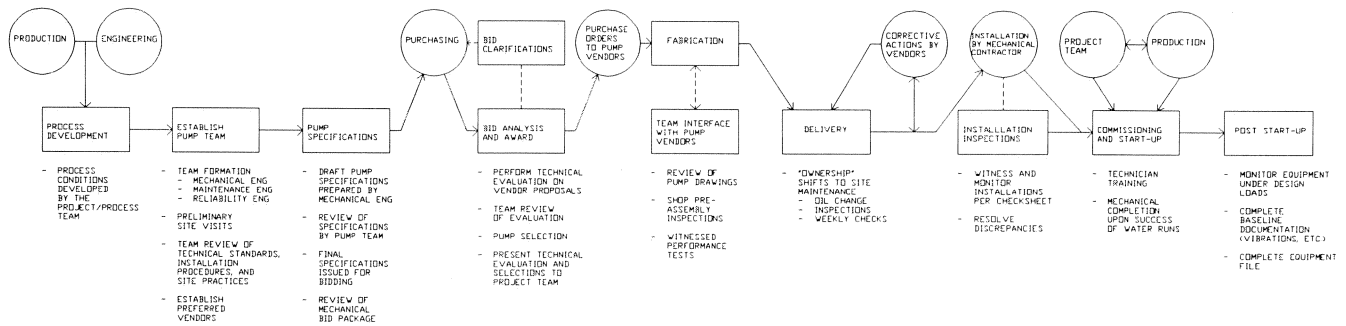 PRODUCTION
ENGINEERING
PROCESS
DEVELOPMENT
- PROCESS
CONDITIONS
DEVELOPED
BY THE
PROJECT/PROCESS
TEAM
ESTABLISH
PUMP TEAM
- TEAM FORMATION
- MECHANICAL ENG
- MAINTENANCE ENG
- RELIABILITY ENG
- PRELIMINARY
SITE VISITS
- TEAM REVIEW OF
TECHNICAL STANDARDS,
INSTALLATION
PROCEDURES, AND
SITE PRACTICES
- ESTABLISH
PREFERRED
VENDORS
PUMP
SPECIFICATIONS
- DRAFT PUMP
SPECIFICATIONS
PREPARED BY
MECHANICAL ENG
- REVIEW OF
SPECIFICATIONS
BY PUMP TEAM
- FINAL
SPECIFICATIONS
ISSUED FOR
BIDDING
- REVIEW OF
MECHANICAL
BID PACKAGE
PURCHASING
BID
CLARIFICATIONS
BID ANALYSIS
AND AWARD
- PERFORM TECHNICAL
EVALUATION ON
VENDOR PROPOSALS
- TEAM REVIEW
OF EVALUATION
- PUMP SELECTION
- PRESENT TECHNICAL
EVALUATION AND
SELECTIONS TO
PROJECT TEAM
PURCHASE
ORDERS
TO PUMP
VENDORS
FABRICATION
TEAM INTERFACE
WITH PUMP
VENDORS
- REVIEW OF
PUMP DRAWINGS
- SHOP PRE-
ASSEMBLY
INSPECTIONS
- WITNESSED
PERFORMANCE
TESTS
DELIVERY
- "OWNERSHIP"
SHIFTS TO SITE
MAINTENANCE
- OIL CHANGE
- INSPECTIONS
- WEEKLY CHECKS
CORRECTIVE
ACTIONS BY
VENDORS
INSTALLATION
BY MECHANICAL
CONTRACTOR
INSTALLLATION
INSPECTIONS
- WITNESS AND
MONITOR
INSTALLATIONS
PER CHECKSHEET
- RESOLVE
DISCREPANCIES
PROJECT
TEAM
PRODUCTION
COMMISSIONING
AND START-UP
- TECHNICIAN
TRAINING
- MECHANICAL
COMPLETION
UPON SUCCESS
OF WATER RUNS
POST START-UP
- MONITOR EQUIPMENT
UNDER DESIGN
LOADS
- COMPLETE
BASELINE
DOCUMENTATION
(VIBRATIONS, ETC)
- COMPLETE EQUIPMENT
FILE